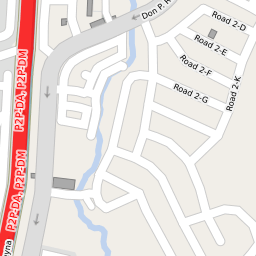 P2P-DA, P2P-DM
Don P. R
Road 2-D
Road 2-E
Road 2-F
Road 2-G
Road 2-K
P2P-DA, P2P-DM
yna